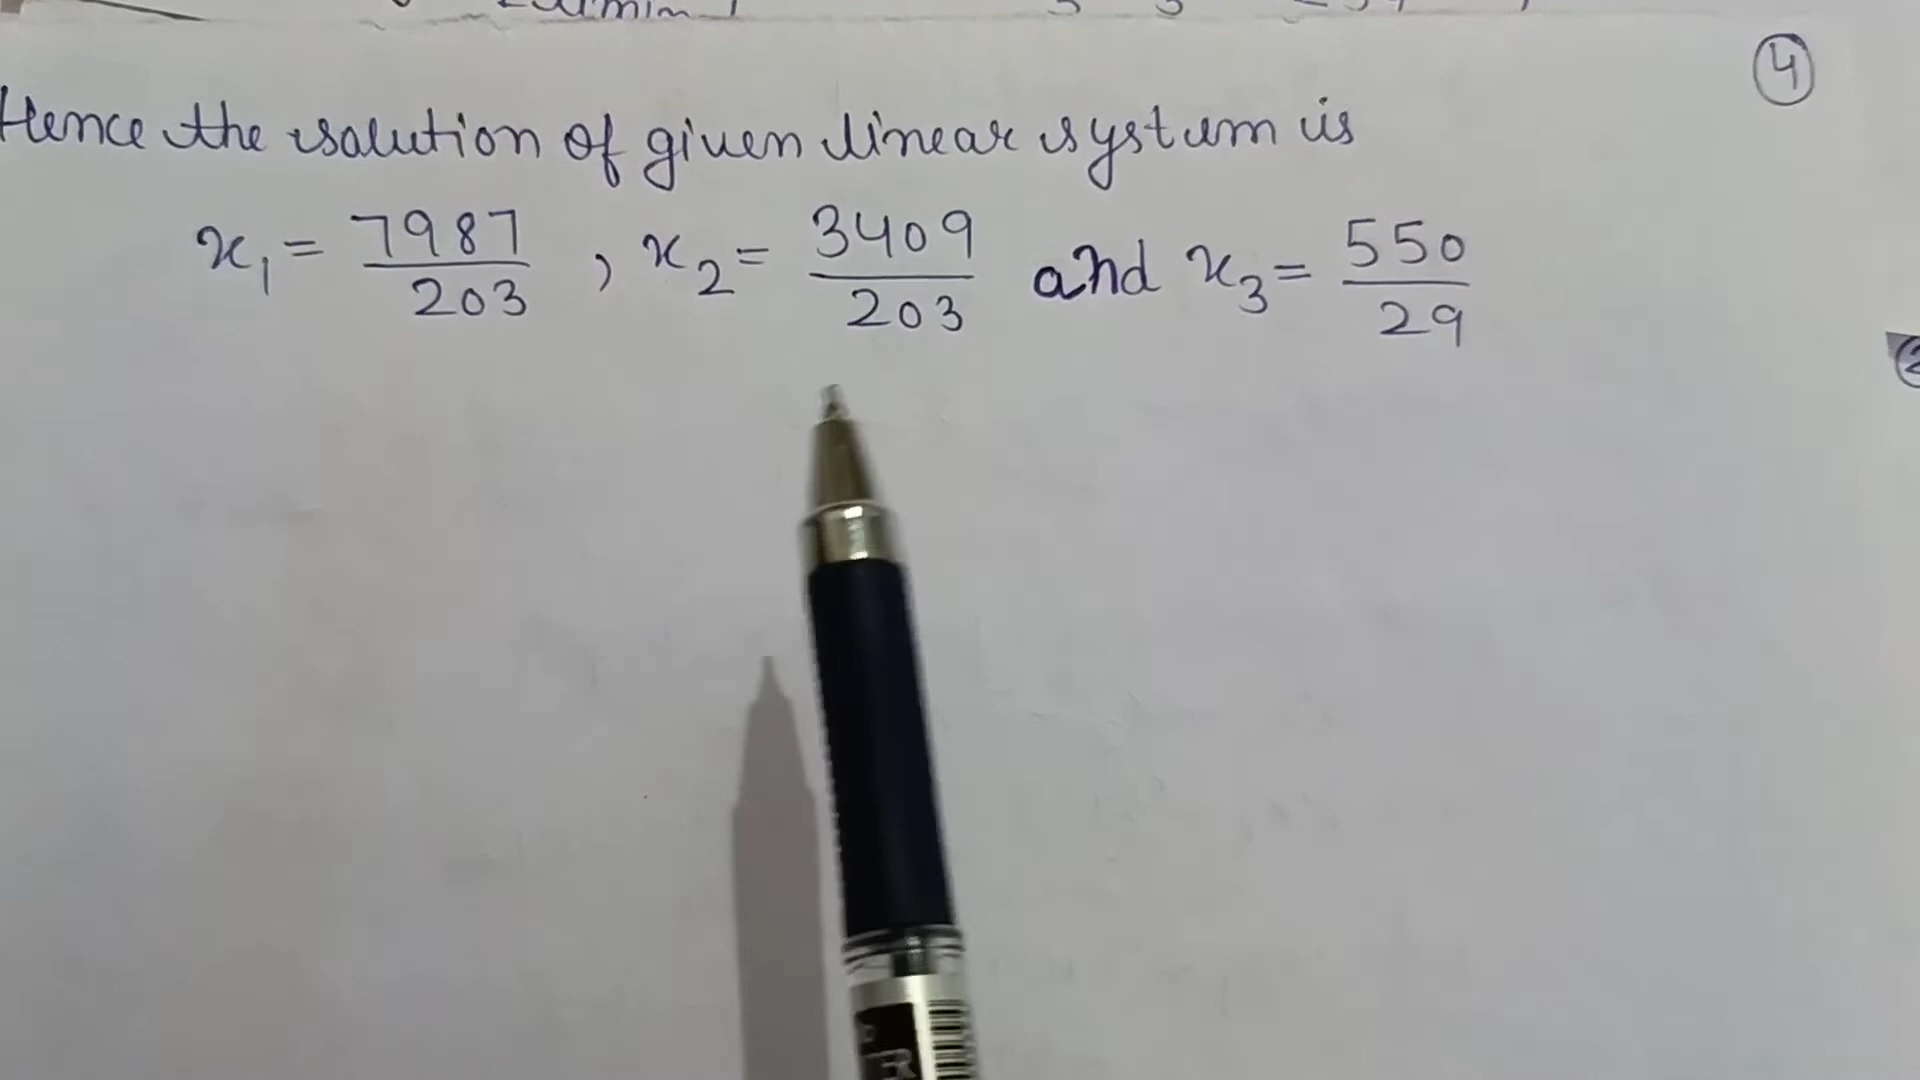 ④
Hence the solution of given linear system is
x₁ = 7987/203 , x₂ = 3409/203 and x₃ = 550/29